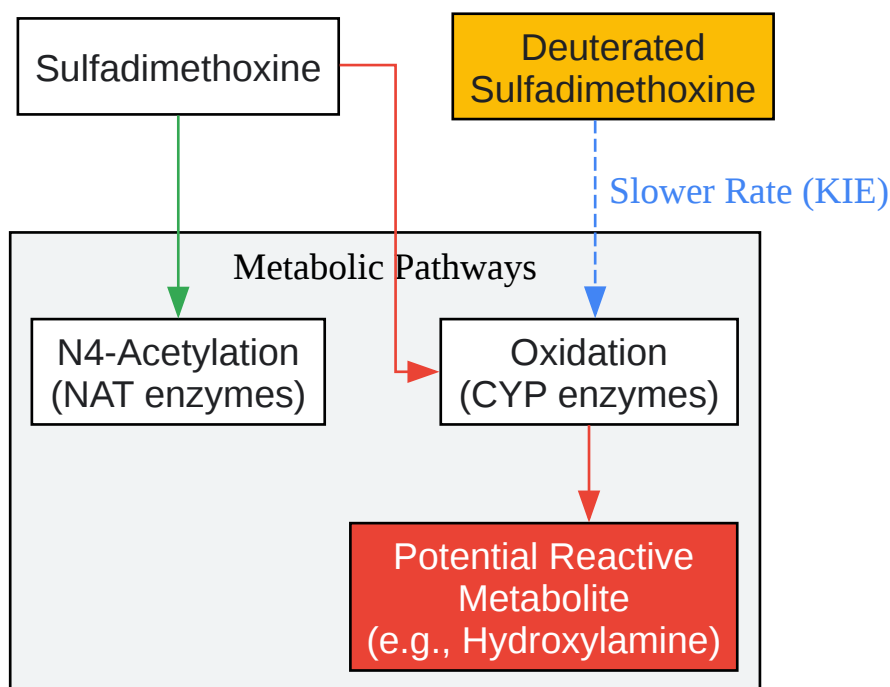 Sulfadimethoxine
Deuterated
Sulfadimethoxine
Slower Rate (KIE)
Metabolic Pathways
N4-Acetylation
(NAT enzymes)
Oxidation
(CYP enzymes)
Potential Reactive
Metabolite
(e.g., Hydroxylamine)